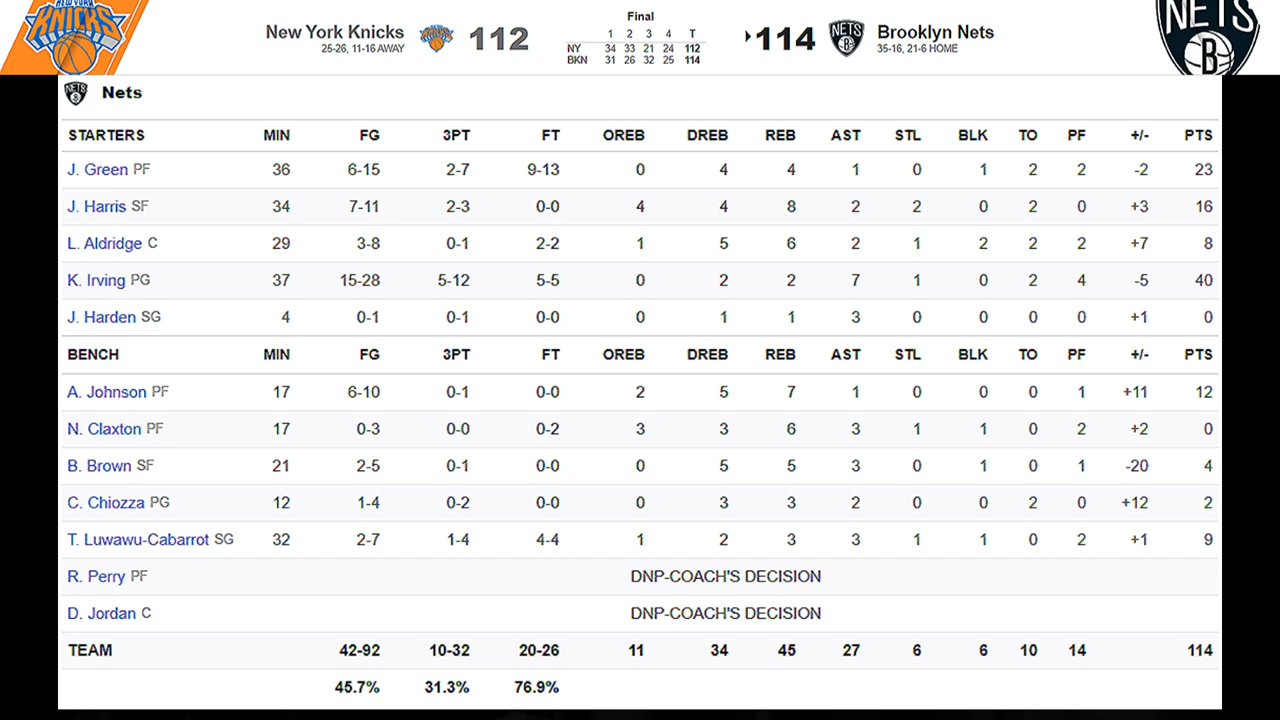 NEW YORK
KNICKS
New York Knicks
25-26, 11-16 AWAY
112
Final
1 2 3 4 T
NY 34 33 21 24 112
BKN 31 26 32 25 114
114
NETS
B
Brooklyn Nets
35-16, 21-6 HOME
NETS
B
NETS
B
Nets
STARTERS MIN FG 3PT FT OREB DREB REB AST STL BLK TO PF +/- PTS
J. Green PF 36 6-15 2-7 9-13 0 4 4 1 0 1 2 2 -2 23
J. Harris SF 34 7-11 2-3 0-0 4 4 8 2 2 0 2 0 +3 16
L. Aldridge C 29 3-8 0-1 2-2 1 5 6 2 1 2 2 2 +7 8
K. Irving PG 37 15-28 5-12 5-5 0 2 2 7 1 0 2 4 -5 40
J. Harden SG 4 0-1 0-1 0-0 0 1 1 3 0 0 0 0 +1 0
BENCH MIN FG 3PT FT OREB DREB REB AST STL BLK TO PF +/- PTS
A. Johnson PF 17 6-10 0-1 0-0 2 5 7 1 0 0 0 1 +11 12
N. Claxton PF 17 0-3 0-0 0-2 3 3 6 3 1 1 0 2 +2 0
B. Brown SF 21 2-5 0-1 0-0 0 5 5 3 0 1 0 1 -20 4
C. Chiozza PG 12 1-4 0-2 0-0 0 3 3 2 0 0 2 0 +12 2
T. Luwawu-Cabarrot SG 32 2-7 1-4 4-4 1 2 3 3 1 1 0 2 +1 9
R. Perry PF DNP-COACH'S DECISION
D. Jordan C DNP-COACH'S DECISION
TEAM 42-92 10-32 20-26 11 34 45 27 6 6 10 14 114
45.7% 31.3% 76.9%